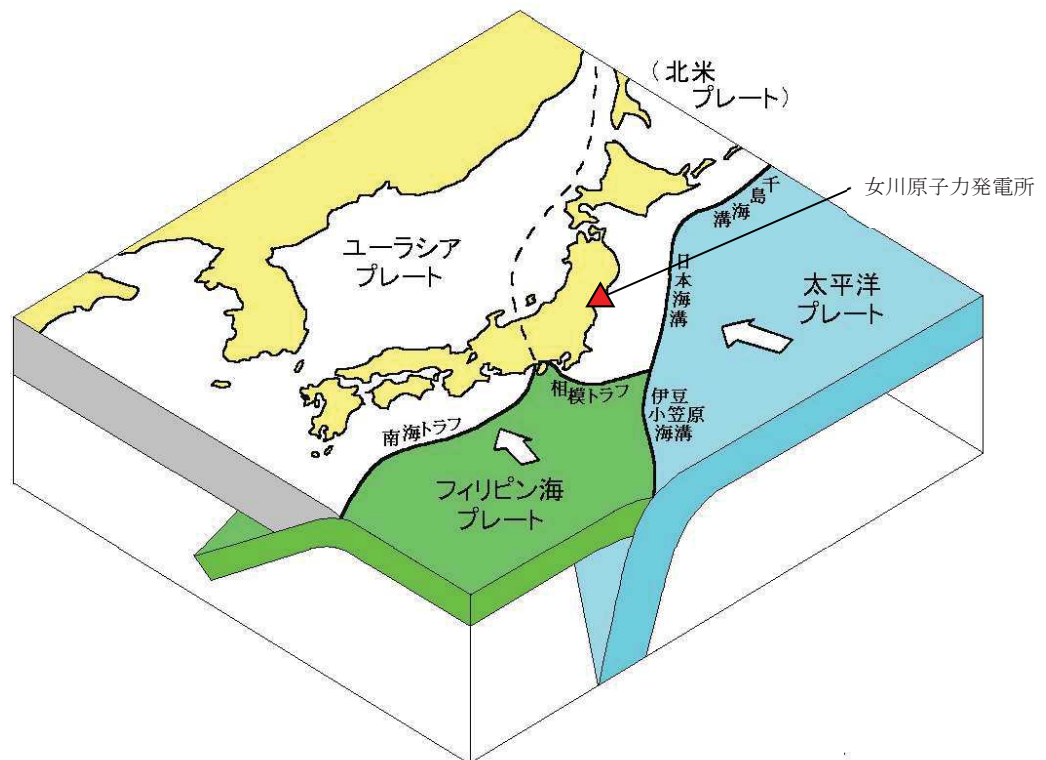 （北米
プレート）
女川原子力発電所
千島海溝
ユーラシア
プレート
日本海溝
太平洋
プレート
相模トラフ
伊豆
小笠原
海溝
南海トラフ
フィリピン海
プレート